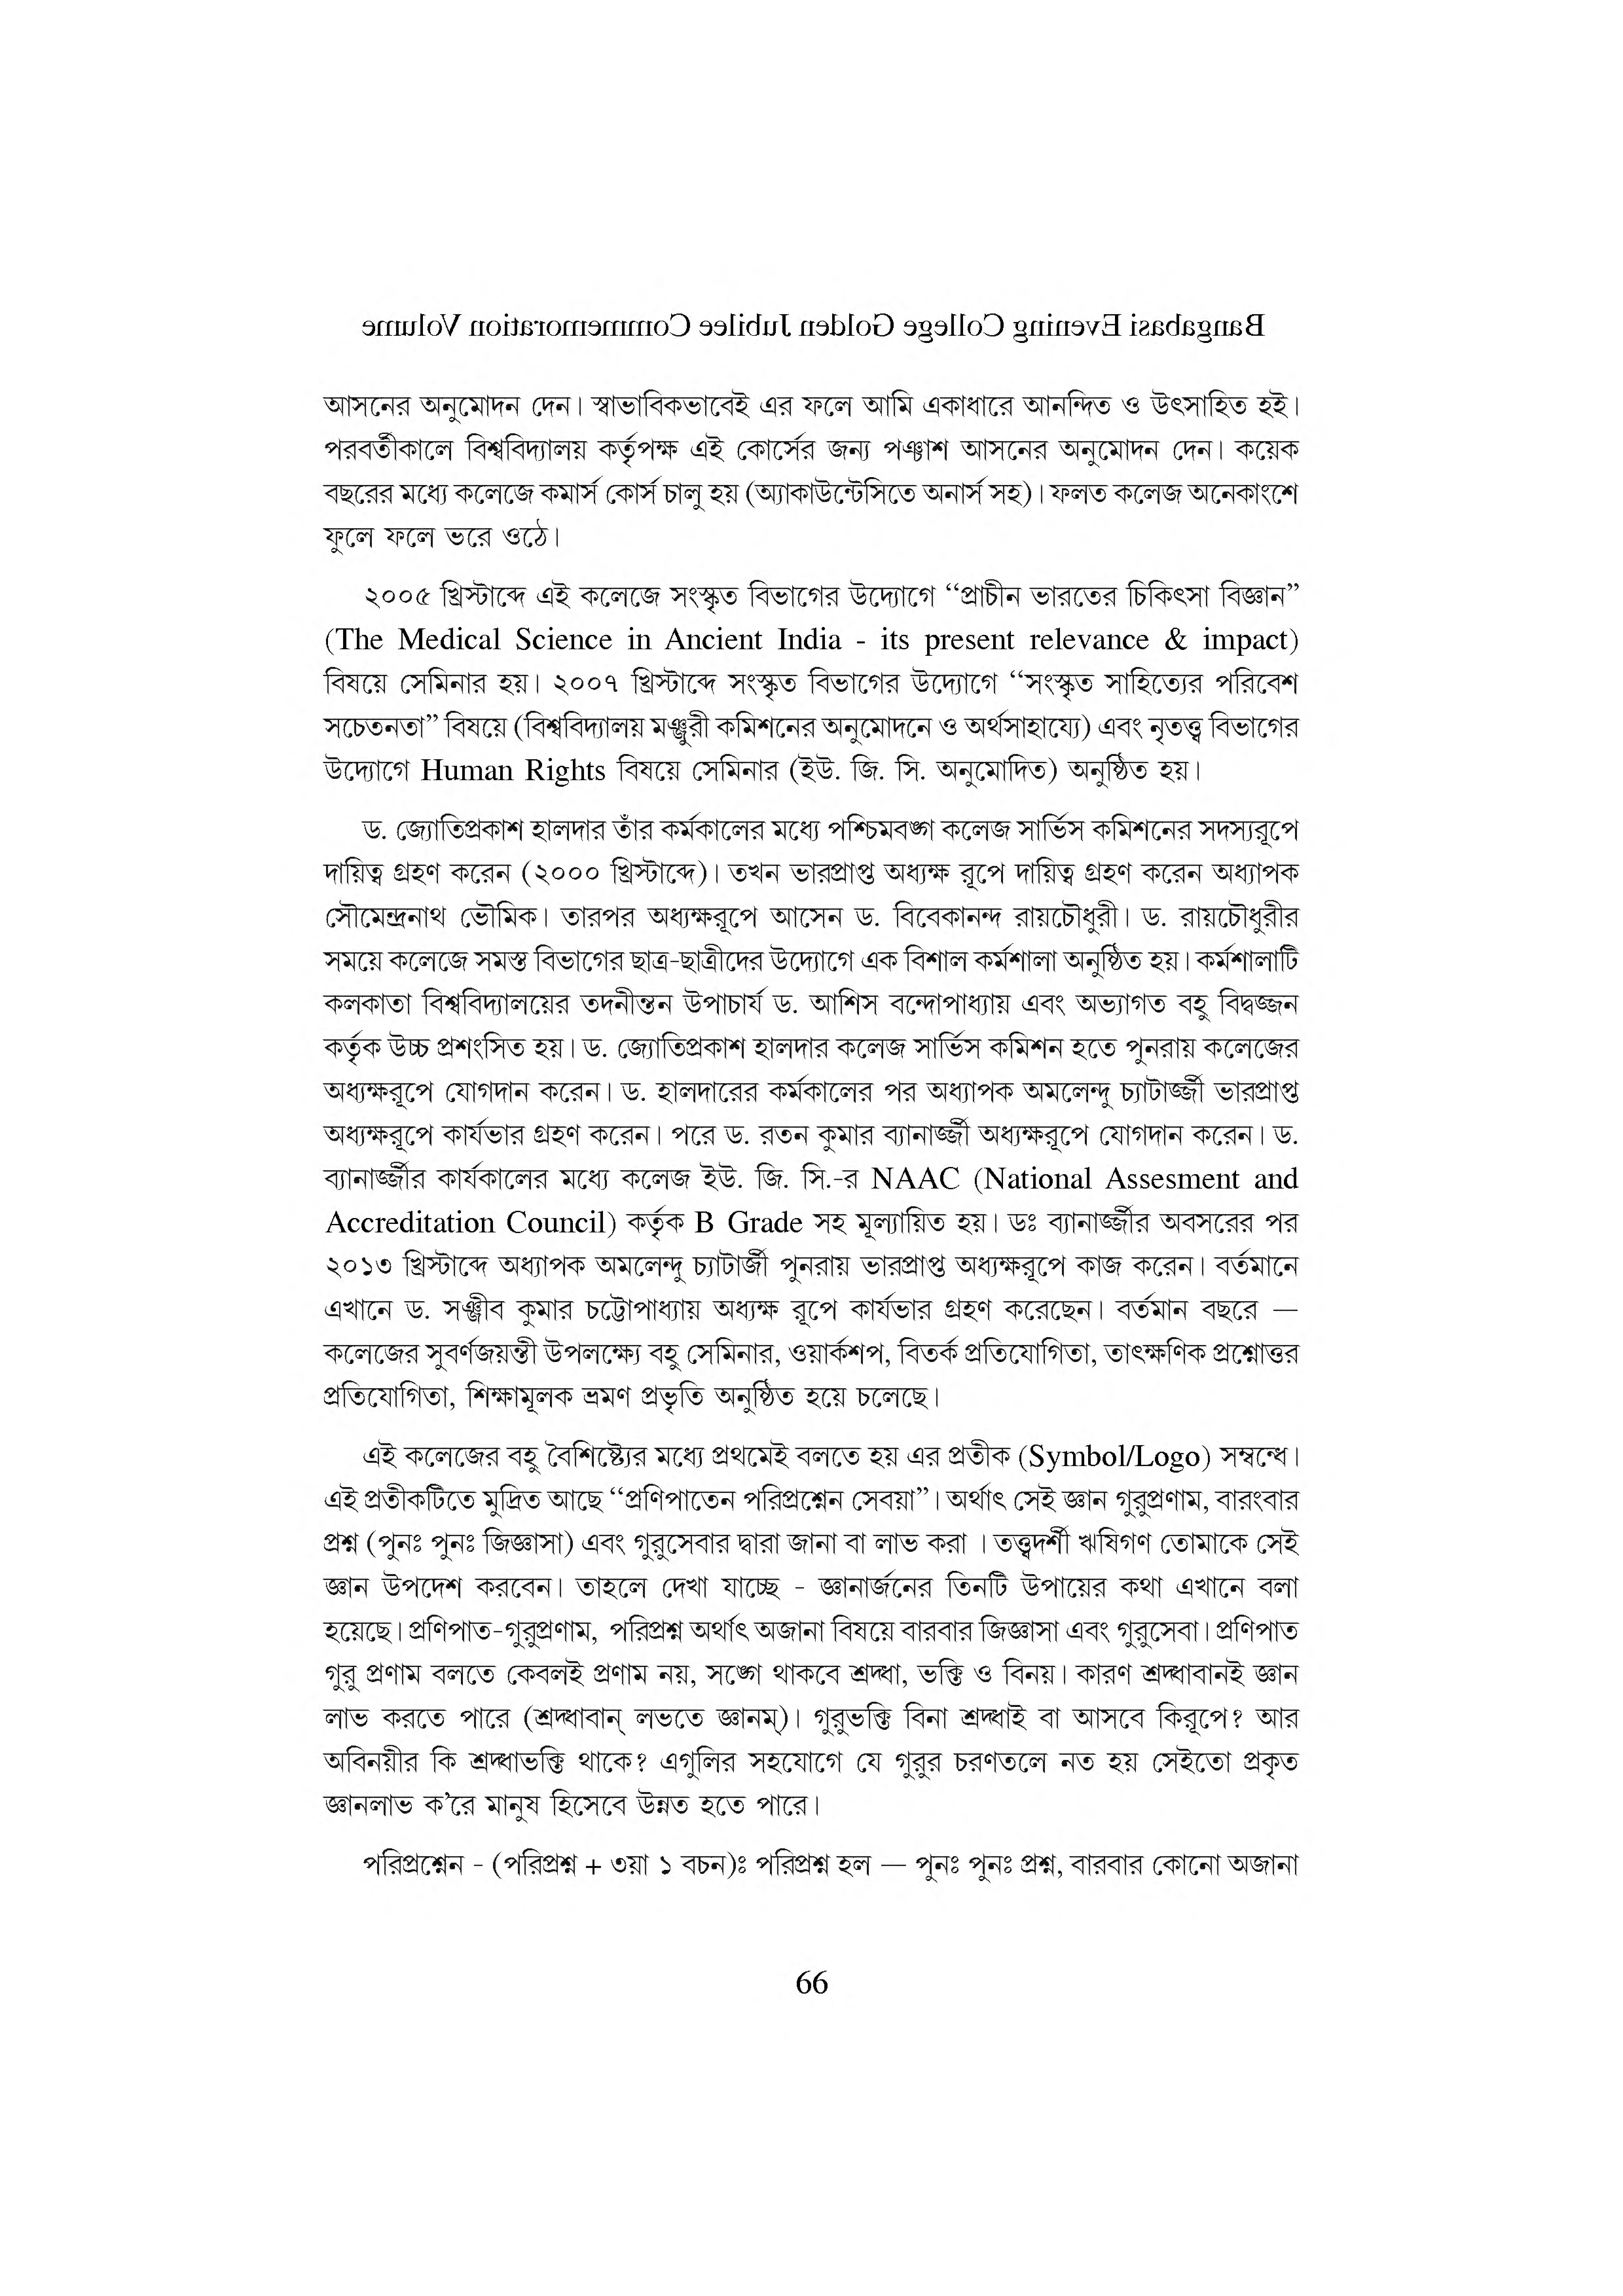 Bangabasi Evening College Golden Jubilee Commemoration Volume
আসনের অনুমোদন দেন। স্বাভাবিকভাবেই এর ফলে আমি একাধারে আনন্দিত ও উৎসাহিত হই।
পরবর্তীকালে বিশ্ববিদ্যালয় কর্তৃপক্ষ এই কোর্সের জন্য পঞ্চাশ আসনের অনুমোদন দেন। কয়েক
বছরের মধ্যে কলেজে কমার্স কোর্স চালু হয় (অ্যাকাউন্টেসিতে অনার্স সহ)। ফলত কলেজ অনেকাংশে
ফুলে ফলে ভরে ওঠে।
২০০৫ খ্রিস্টাব্দে এই কলেজে সংস্কৃত বিভাগের উদ্যোগে “প্রাচীন ভারতের চিকিৎসা বিজ্ঞান”
(The Medical Science in Ancient India - its present relevance & impact)
বিষয়ে সেমিনার হয়। ২০০৭ খ্রিস্টাব্দে সংস্কৃত বিভাগের উদ্যোগে “সংস্কৃত সাহিত্যের পরিবেশ
সচেতনতা” বিষয়ে (বিশ্ববিদ্যালয় মঞ্জুরী কমিশনের অনুমোদনে ও অর্থসাহায্যে) এবং নৃতত্ত্ব বিভাগের
উদ্যোগে Human Rights বিষয়ে সেমিনার (ইউ. জি. সি. অনুমোদিত) অনুষ্ঠিত হয়।
ড. জ্যোতিপ্রকাশ হালদার তাঁর কর্মকালের মধ্যে পশ্চিমবঙ্গ কলেজ সার্ভিস কমিশনের সদস্যরূপে
দায়িত্ব গ্রহণ করেন (২০০০ খ্রিস্টাব্দে)। তখন ভারপ্রাপ্ত অধ্যক্ষ রূপে দায়িত্ব গ্রহণ করেন অধ্যাপক
সৌমেন্দ্রনাথ ভৌমিক। তারপর অধ্যক্ষরূপে আসেন ড. বিবেকানন্দ রায়চৌধুরী। ড. রায়চৌধুরীর
সময়ে কলেজে সমস্ত বিভাগের ছাত্র-ছাত্রীদের উদ্যোগে এক বিশাল কর্মশালা অনুষ্ঠিত হয়। কর্মশালাটি
কলকাতা বিশ্ববিদ্যালয়ের তদনীন্তন উপাচার্য ড. আশিস বন্দোপাধ্যায় এবং অভ্যাগত বহু বিদ্বজ্জন
কর্তৃক উচ্চ প্রশংসিত হয়। ড. জ্যোতিপ্রকাশ হালদার কলেজ সার্ভিস কমিশন হতে পুনরায় কলেজের
অধ্যক্ষরূপে যোগদান করেন। ড. হালদারের কর্মকালের পর অধ্যাপক অমলেন্দু চ্যাটার্জ্জী ভারপ্রাপ্ত
অধ্যক্ষরূপে কার্যভার গ্রহণ করেন। পরে ড. রতন কুমার ব্যানার্জ্জী অধ্যক্ষরূপে যোগদান করেন। ড.
ব্যানার্জ্জীর কার্যকালের মধ্যে কলেজ ইউ. জি. সি.-র NAAC (National Assesment and
Accreditation Council) কর্তৃক B Grade সহ মূল্যায়িত হয়। ডঃ ব্যানার্জ্জীর অবসরের পর
২০১৩ খ্রিস্টাব্দে অধ্যাপক অমলেন্দু চ্যাটার্জী পুনরায় ভারপ্রাপ্ত অধ্যক্ষরূপে কাজ করেন। বর্তমানে
এখানে ড. সঞ্জীব কুমার চট্টোপাধ্যায় অধ্যক্ষ রূপে কার্যভার গ্রহণ করেছেন। বর্তমান বছরে —
কলেজের সুবর্ণজয়ন্তী উপলক্ষ্যে বহু সেমিনার, ওয়ার্কশপ, বিতর্ক প্রতিযোগিতা, তাৎক্ষণিক প্রশ্নোত্তর
প্রতিযোগিতা, শিক্ষামূলক ভ্রমণ প্রভৃতি অনুষ্ঠিত হয়ে চলেছে।
এই কলেজের বহু বৈশিষ্ট্যের মধ্যে প্রথমেই বলতে হয় এর প্রতীক (Symbol/Logo) সম্বন্ধে।
এই প্রতীকটিতে মুদ্রিত আছে “প্রণিপাতেন পরিপ্রশ্নেন সেবয়া”। অর্থাৎ সেই জ্ঞান গুরুপ্রণাম, বারংবার
প্রশ্ন (পুনঃ পুনঃ জিজ্ঞাসা) এবং গুরুসেবার দ্বারা জানা বা লাভ করা । তত্ত্বদর্শী ঋষিগণ তোমাকে সেই
জ্ঞান উপদেশ করবেন। তাহলে দেখা যাচ্ছে - জ্ঞানার্জনের তিনটি উপায়ের কথা এখানে বলা
হয়েছে। প্রণিপাত-গুরুপ্রণাম, পরিপ্রশ্ন অর্থাৎ অজানা বিষয়ে বারবার জিজ্ঞাসা এবং গুরুসেবা। প্রণিপাত
গুরু প্রণাম বলতে কেবলই প্রণাম নয়, সঙ্গে থাকবে শ্রদ্ধা, ভক্তি ও বিনয়। কারণ শ্রদ্ধাবানই জ্ঞান
লাভ করতে পারে (শ্রদ্ধাবান্ লভতে জ্ঞানম্)। গুরুভক্তি বিনা শ্রদ্ধাই বা আসবে কিরূপে? আর
অবিনয়ীর কি শ্রদ্ধাভক্তি থাকে? এগুলির সহযোগে যে গুরুর চরণতলে নত হয় সেইতো প্রকৃত
জ্ঞানলাভ ক’রে মানুষ হিসেবে উন্নত হতে পারে।
পরিপ্রশ্নেন - (পরিপ্রশ্ন + ৩য়া ১ বচন)ঃ পরিপ্রশ্ন হল — পুনঃ পুনঃ প্রশ্ন, বারবার কোনো অজানা
66